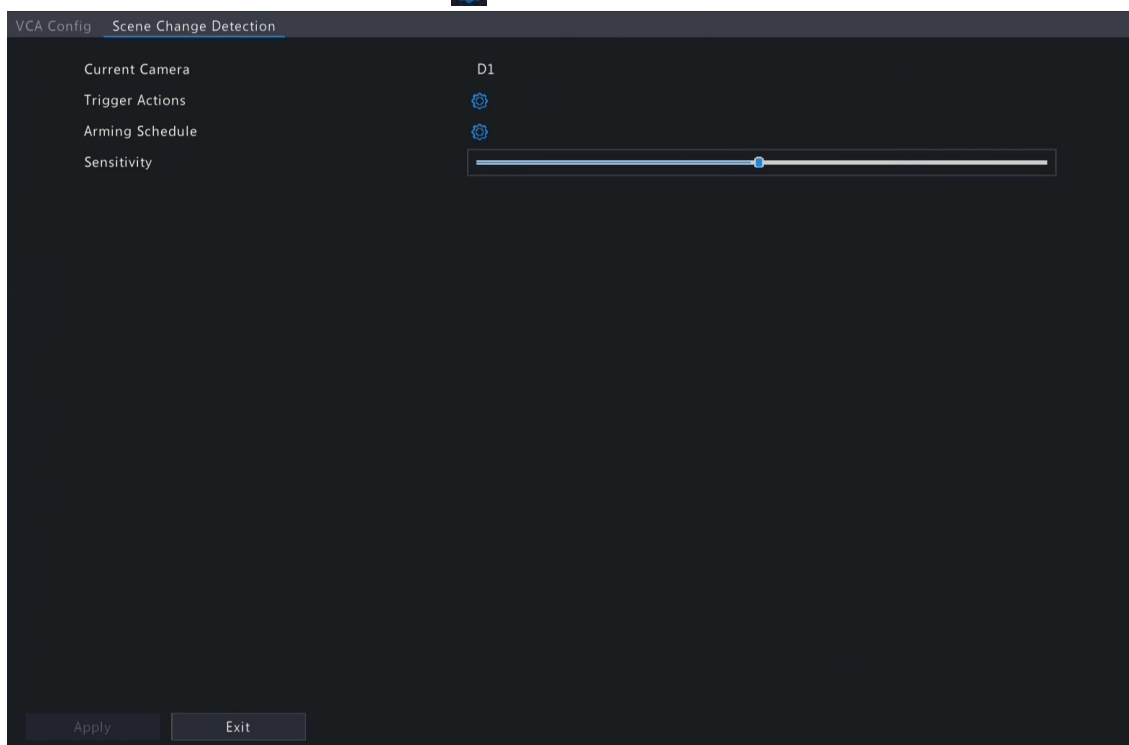 VCA Config Scene Change Detection
Current Camera D1
Trigger Actions
Arming Schedule
Sensitivity
Apply Exit